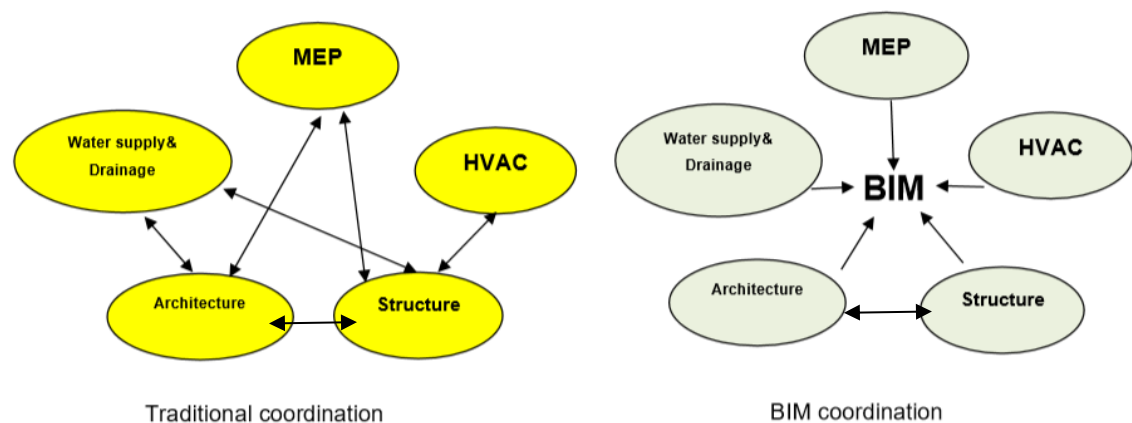 MEP
Water supply&
Drainage
HVAC
Architecture
Structure
Traditional coordination
MEP
Water supply&
Drainage
HVAC
BIM
Architecture
Structure
BIM coordination